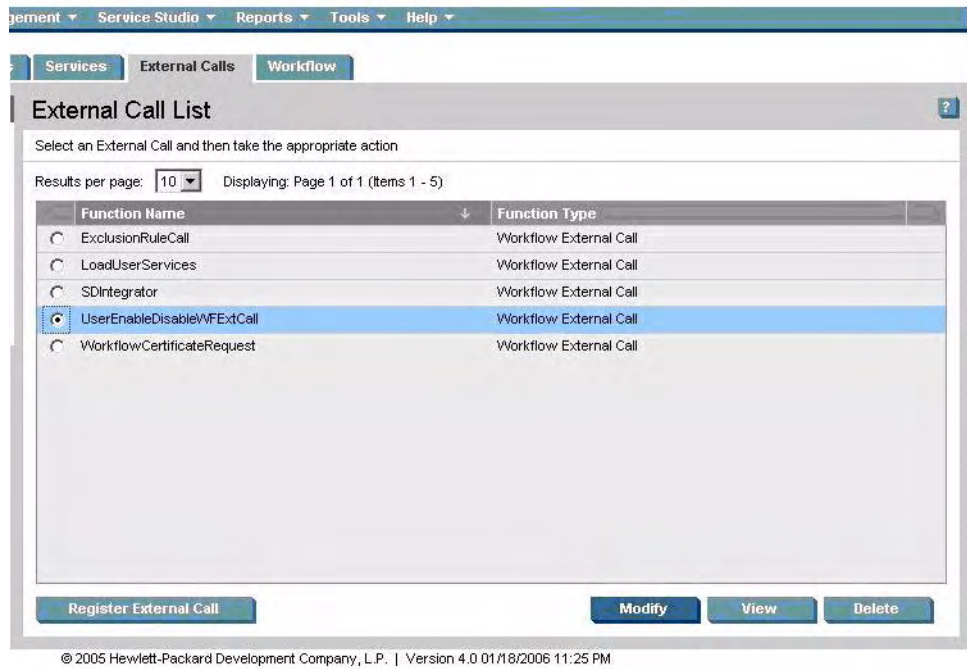 gement Service Studio Reports Tools Help
s Services External Calls Workflow
External Call List ?
Select an External Call and then take the appropriate action
Results per page: 10 Displaying: Page 1 of 1 (Items 1 - 5)
Function Name Function Type
ExclusionRuleCall Workflow External Call
LoadUserServices Workflow External Call
SDIntegrator Workflow External Call
UserEnableDisableWFExtCall Workflow External Call
WorkflowCertificateRequest Workflow External Call
Register External Call Modify View Delete
© 2005 Hewlett-Packard Development Company, L.P. | Version 4.0 01/18/2006 11:25 PM